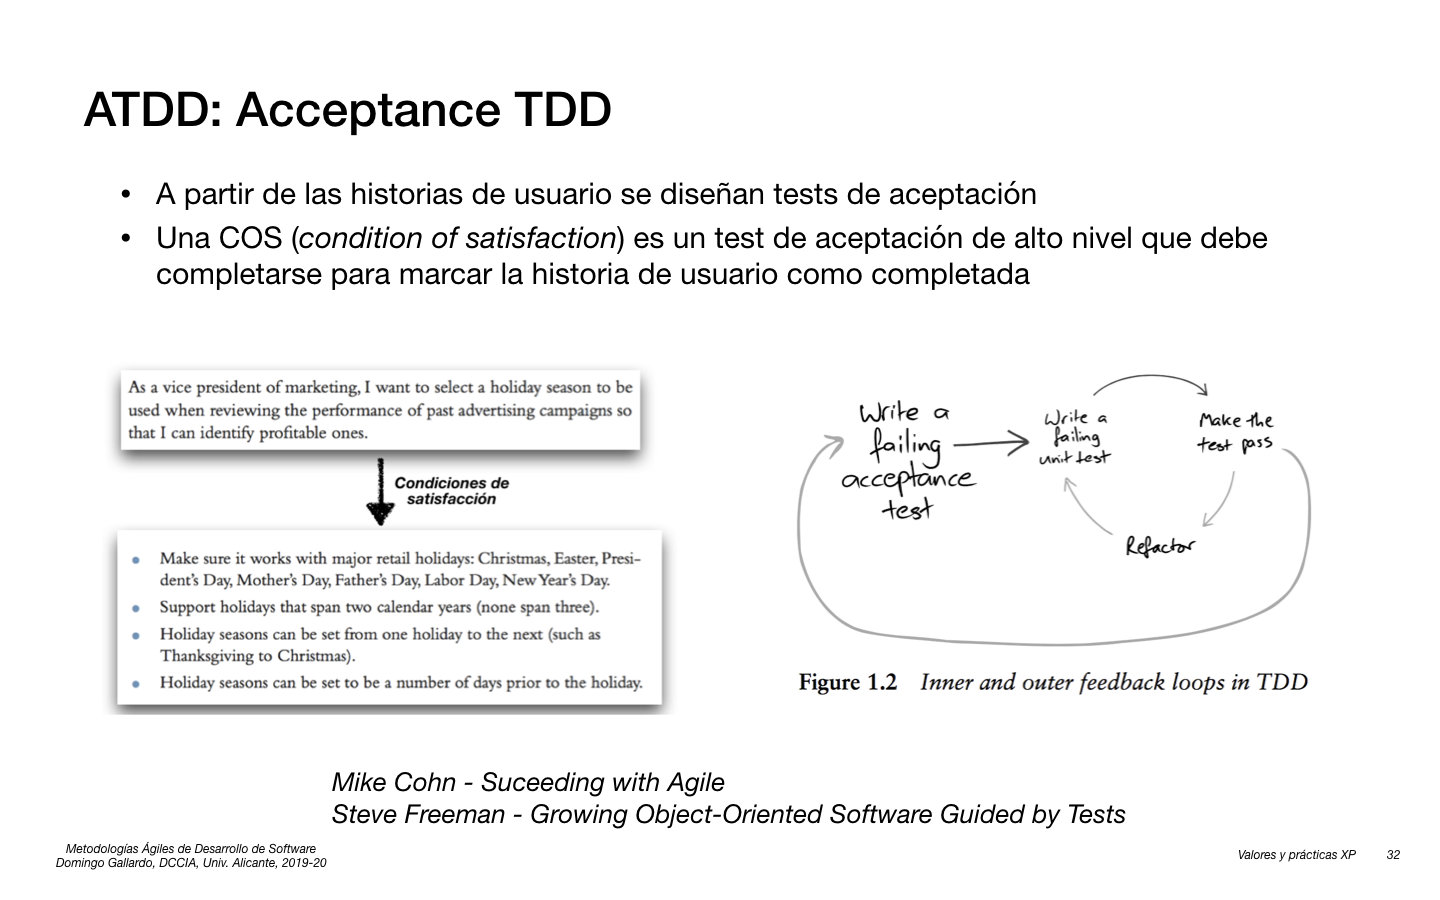 ATDD: Acceptance TDD
• A partir de las historias de usuario se diseñan tests de aceptación
• Una COS (condition of satisfaction) es un test de aceptación de alto nivel que debe
completarse para marcar la historia de usuario como completada
As a vice president of marketing, I want to select a holiday season to be
used when reviewing the performance of past advertising campaigns so
that I can identify profitable ones.
Condiciones de
satisfacción
• Make sure it works with major retail holidays: Christmas, Easter, Presi-
dent's Day, Mother's Day, Father's Day, Labor Day, New Year's Day.
• Support holidays that span two calendar years (none span three).
• Holiday seasons can be set from one holiday to the next (such as
Thanksgiving to Christmas).
• Holiday seasons can be set to be a number of days prior to the holiday.
Write a
failing
acceptance
test
Write a
failing
unit test
Make the
test pass
Refactor
Figure 1.2 Inner and outer feedback loops in TDD
Mike Cohn - Suceeding with Agile
Steve Freeman - Growing Object-Oriented Software Guided by Tests
Metodologías Ágiles de Desarrollo de Software
Domingo Gallardo, DCCIA, Univ. Alicante, 2019-20
Valores y prácticas XP 32